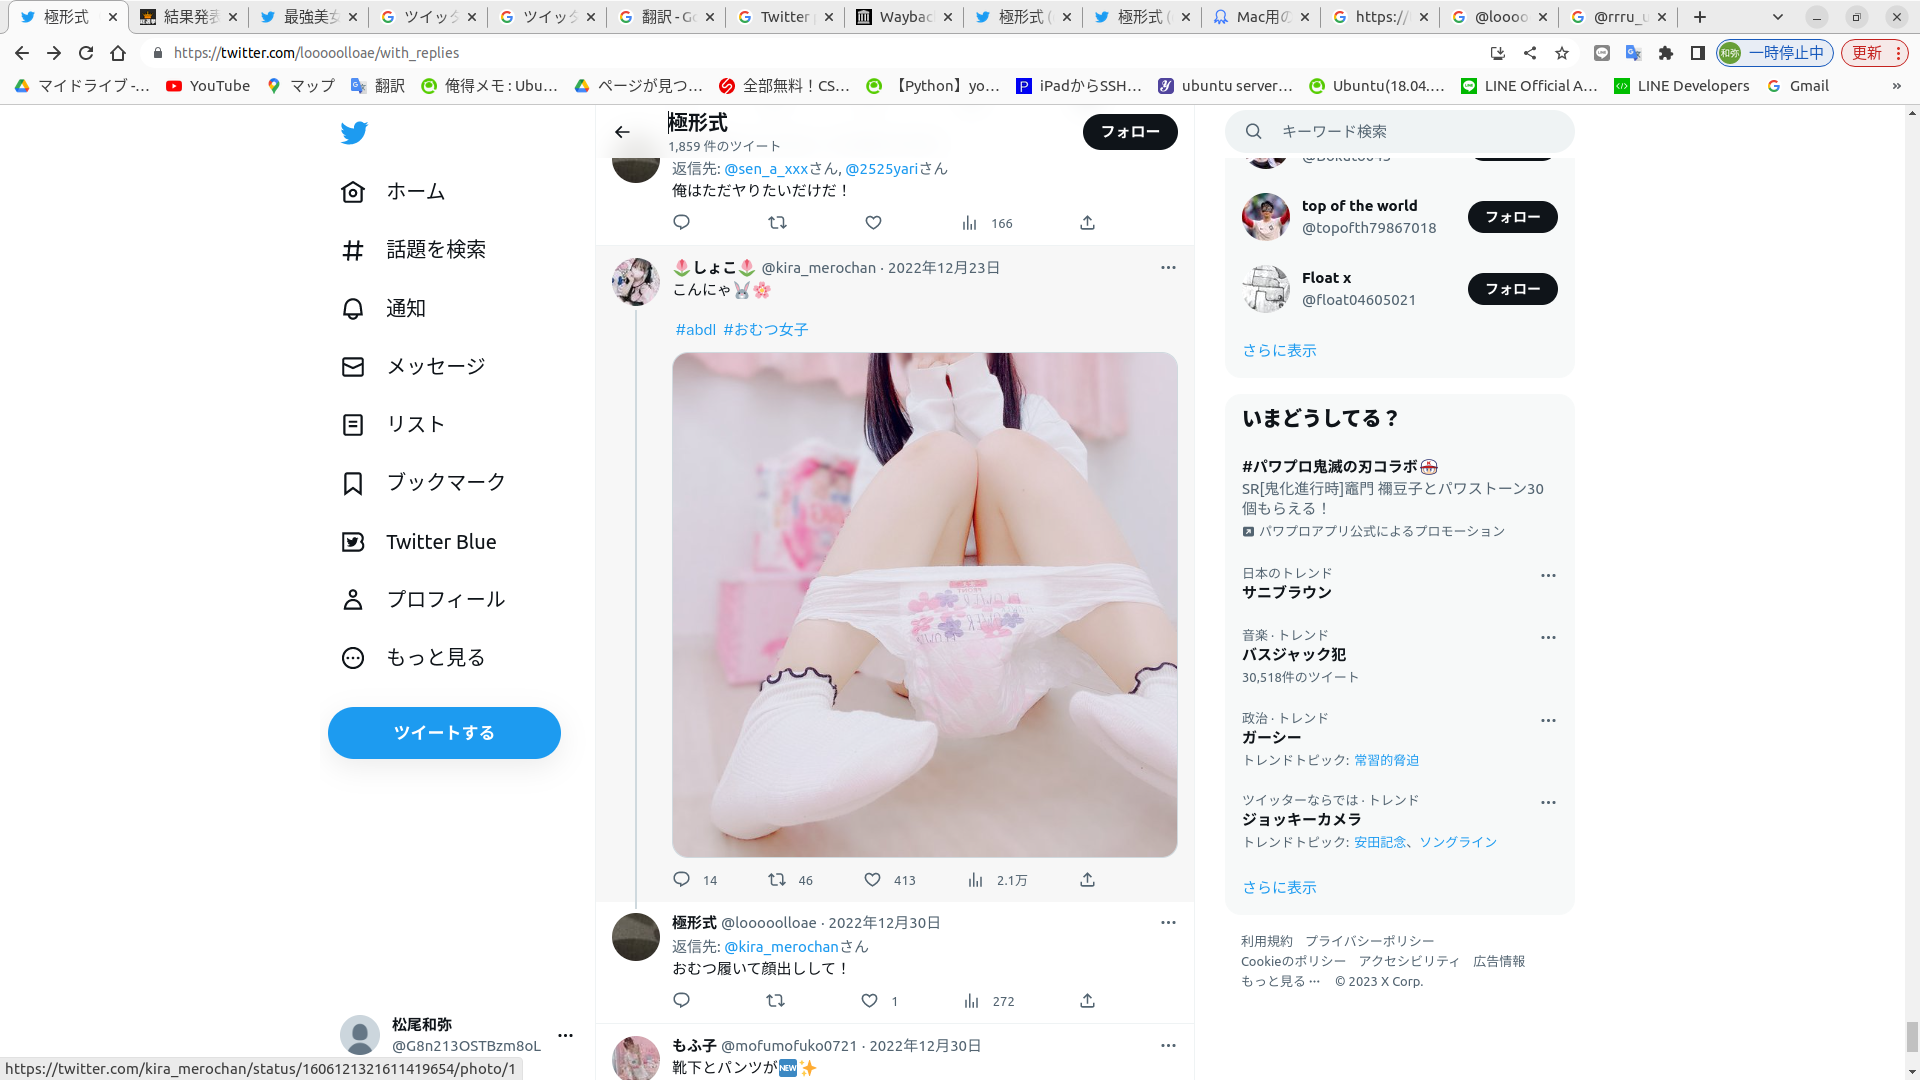 極形式
結果発表
最強美女
ツイッタ
ツイッタ
翻訳 - Go
Twitter p
Waybac
極形式 (
極形式 (
Mac用の
https://t
@loooo
@rrru_u
https://twitter.com/looooolloae/with_replies
和弥
一時停止中
更新
マイドライブ -...
YouTube
マップ
翻訳
俺得メモ : Ubu...
ページが見つ...
全部無料！CS...
【Python】yo...
iPadからSSH...
ubuntu server...
Ubuntu(18.04....
LINE Official A...
LINE Developers
Gmail
»
ホーム
話題を検索
通知
メッセージ
リスト
ブックマーク
Twitter Blue
プロフィール
もっと見る
ツイートする
松尾和弥
@G8n213OSTBzm8oL
https://twitter.com/kira_merochan/status/1606121321611419654/photo/1
極形式
1,859 件のツイート
フォロー
返信先: @sen_a_xxxさん, @2525yariさん
俺はただヤりたいだけだ！
166
🌷しょこ🌷 @kira_merochan · 2022年12月23日
こんにゃ🐰🌸
#abdl #おむつ女子
14
46
413
2.1万
極形式 @looooolloae · 2022年12月30日
返信先: @kira_merochanさん
おむつ履いて顔出しして！
1
272
もふ子 @mofumofuko0721 · 2022年12月30日
靴下とパンツが🆕✨
キーワード検索
top of the world
@topofth79867018
フォロー
Float x
@float04605021
フォロー
さらに表示
いまどうしてる？
#パワプロ鬼滅の刃コラボ
SR[鬼化進行時]竈門 禰豆子とパワストーン30
個もらえる！
パワプロアプリ公式によるプロモーション
日本のトレンド
サニブラウン
音楽 · トレンド
バスジャック犯
30,518件のツイート
政治 · トレンド
ガーシー
トレンドトピック: 常習的脅迫
ツイッターならでは · トレンド
ジョッキーカメラ
トレンドトピック: 安田記念、ソングライン
さらに表示
利用規約 プライバシーポリシー
Cookieのポリシー アクセシビリティ 広告情報
もっと見る ··· © 2023 X Corp.